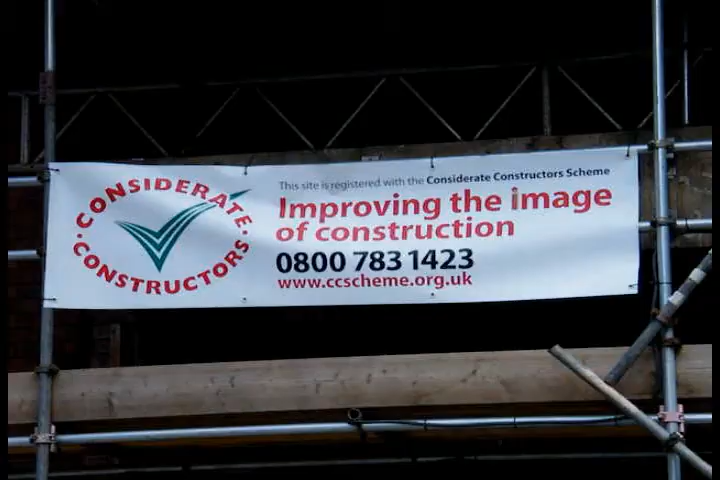 CONSIDERATE
CONSTRUCTORS
This site is registered with the Considerate Constructors Scheme
Improving the image
of construction
0800 783 1423
www.ccscheme.org.uk